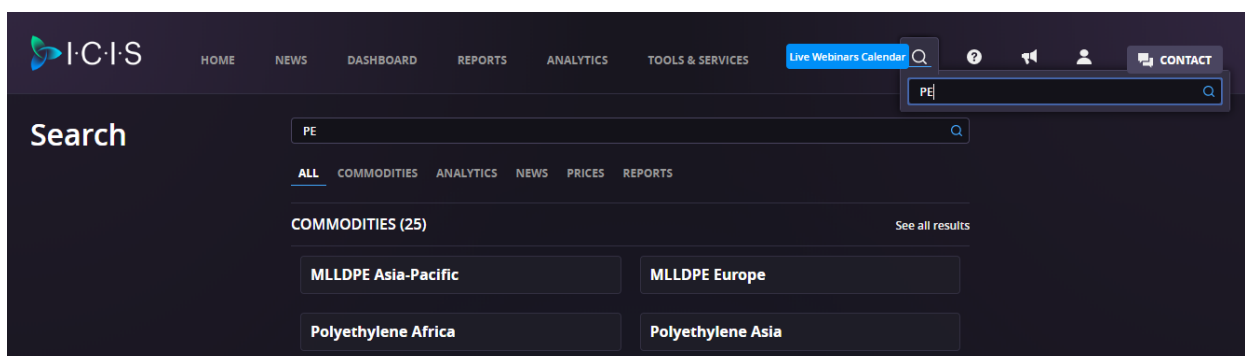 I·C·I·S HOME NEWS DASHBOARD REPORTS ANALYTICS TOOLS & SERVICES Live Webinars Calendar CONTACT
PE
Search PE
ALL COMMODITIES ANALYTICS NEWS PRICES REPORTS
COMMODITIES (25) See all results
MLLDPE Asia-Pacific MLLDPE Europe
Polyethylene Africa Polyethylene Asia